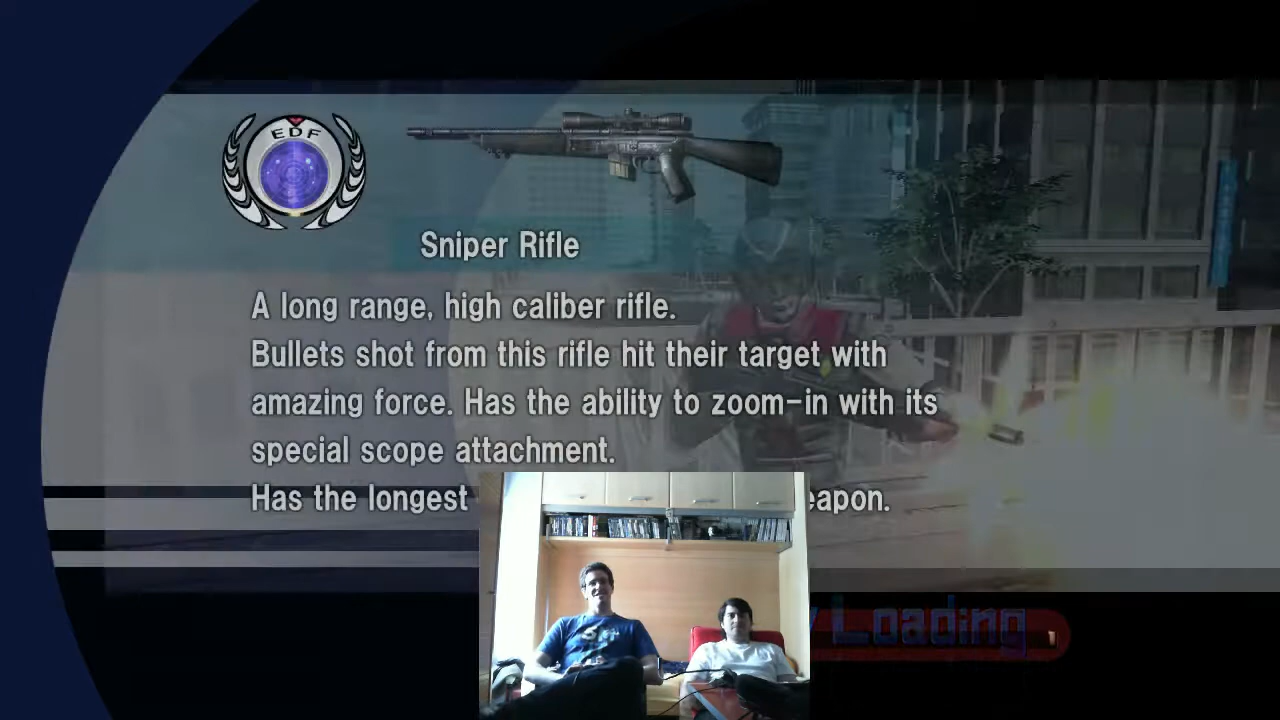 EDF
Sniper Rifle
A long range, high caliber rifle.
Bullets shot from this rifle hit their target with
amazing force. Has the ability to zoom-in with its
special scope attachment.
Has the longest
eapon.
Loading